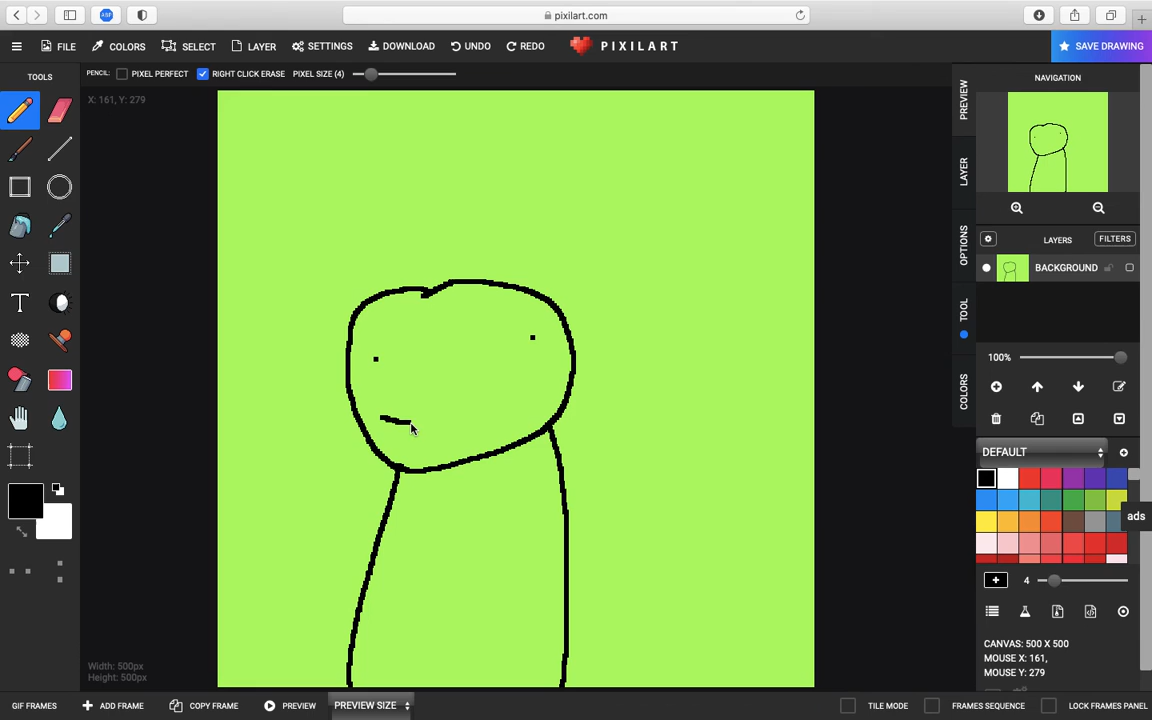 pixilart.com
FILE COLORS SELECT LAYER SETTINGS DOWNLOAD UNDO REDO PIXILART SAVE DRAWING
TOOLS
PENCIL: PIXEL PERFECT RIGHT CLICK ERASE PIXEL SIZE (4)
X: 161, Y: 279
PREVIEW
LAYER
OPTIONS
TOOL
COLORS
NAVIGATION
LAYERS FILTERS
BACKGROUND
100%
DEFAULT
ads
4
CANVAS: 500 X 500
MOUSE X: 161,
MOUSE Y: 279
Width: 500px
Height: 500px
GIF FRAMES ADD FRAME COPY FRAME PREVIEW PREVIEW SIZE TILE MODE FRAMES SEQUENCE LOCK FRAMES PANEL